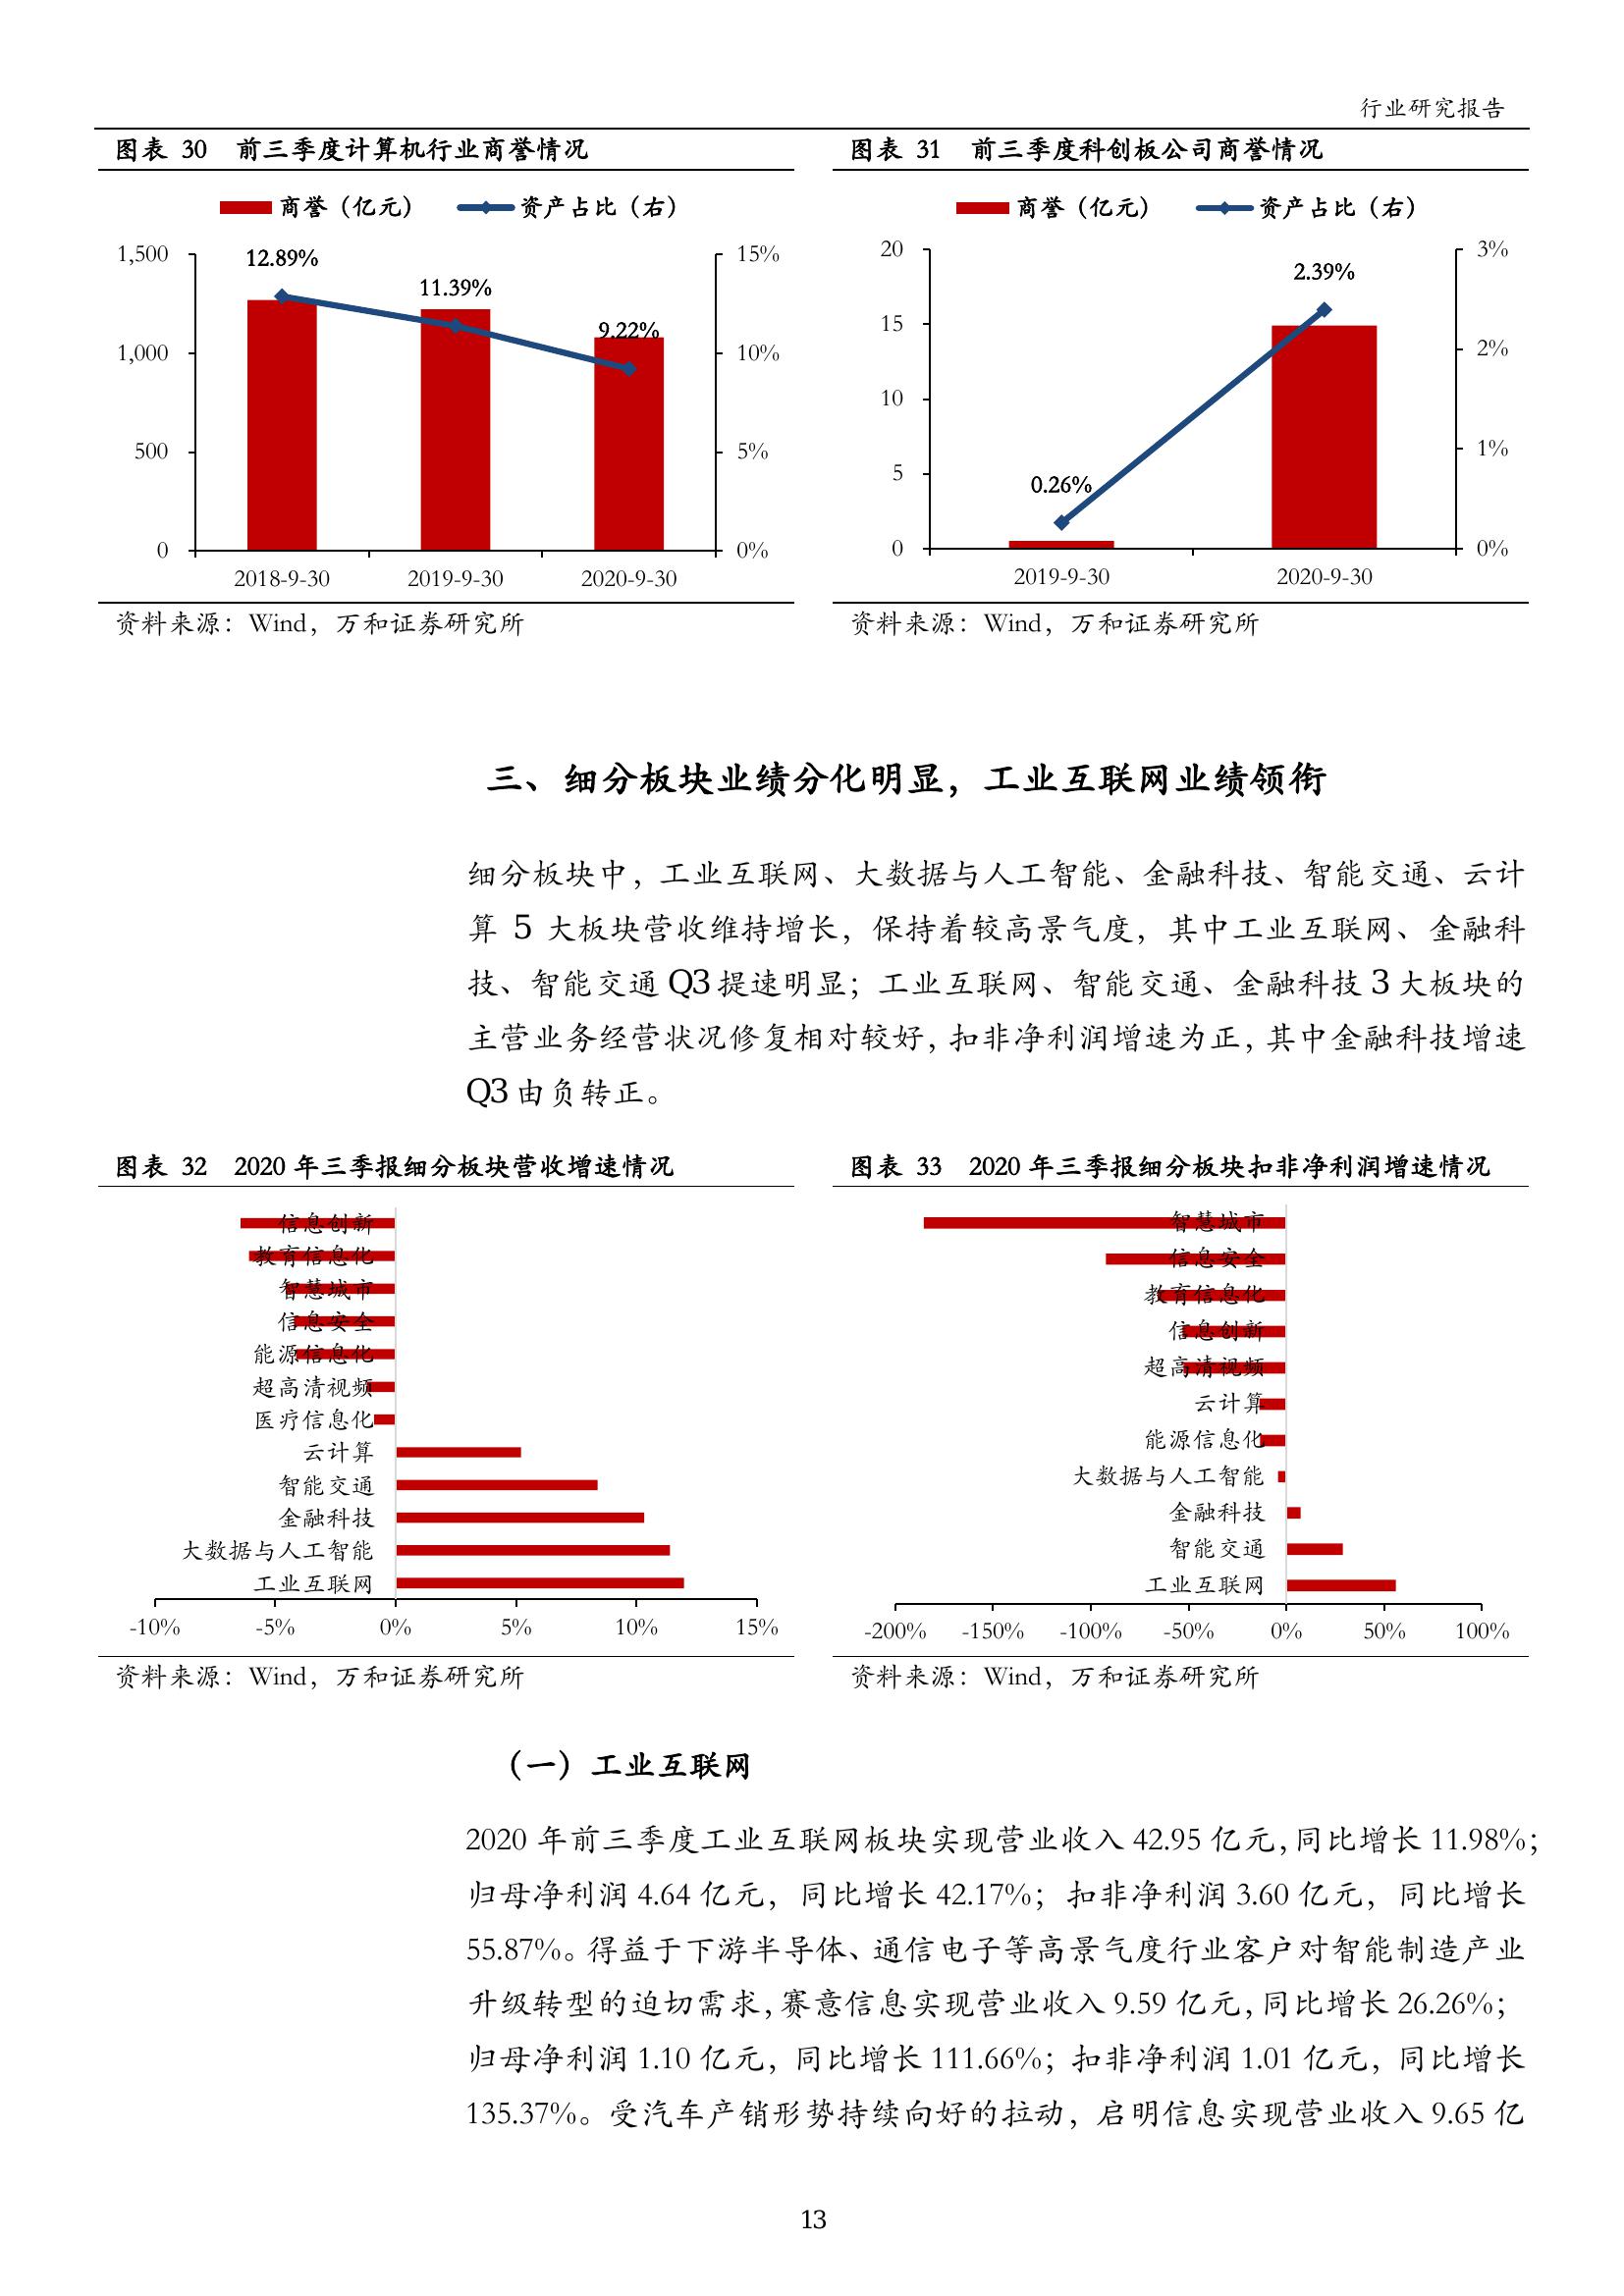 行业研究报告
图表 30 前三季度计算机行业商誉情况
商誉（亿元） 资产占比（右）
1,500
1,000
500
0
12.89%
11.39%
9.22%
15%
10%
5%
0%
2018-9-30 2019-9-30 2020-9-30
资料来源：Wind，万和证券研究所
图表 31 前三季度科创板公司商誉情况
商誉（亿元） 资产占比（右）
20
15
10
5
0
0.26%
2.39%
3%
2%
1%
0%
2019-9-30 2020-9-30
资料来源：Wind，万和证券研究所
三、细分板块业绩分化明显，工业互联网业绩领衔
细分板块中，工业互联网、大数据与人工智能、金融科技、智能交通、云计
算 5 大板块营收维持增长，保持着较高景气度，其中工业互联网、金融科
技、智能交通 Q3 提速明显；工业互联网、智能交通、金融科技 3 大板块的
主营业务经营状况修复相对较好，扣非净利润增速为正，其中金融科技增速
Q3 由负转正。
图表 32 2020 年三季报细分板块营收增速情况
信息创新
教育信息化
智慧城市
信息安全
能源信息化
超高清视频
医疗信息化
云计算
智能交通
金融科技
大数据与人工智能
工业互联网
-10% -5% 0% 5% 10% 15%
资料来源：Wind，万和证券研究所
图表 33 2020 年三季报细分板块扣非净利润增速情况
智慧城市
信息安全
教育信息化
信息创新
超高清视频
云计算
能源信息化
大数据与人工智能
金融科技
智能交通
工业互联网
-200% -150% -100% -50% 0% 50% 100%
资料来源：Wind，万和证券研究所
（一）工业互联网
2020 年前三季度工业互联网板块实现营业收入 42.95 亿元，同比增长 11.98%；
归母净利润 4.64 亿元，同比增长 42.17%；扣非净利润 3.60 亿元，同比增长
55.87%。得益于下游半导体、通信电子等高景气度行业客户对智能制造产业
升级转型的迫切需求，赛意信息实现营业收入 9.59 亿元，同比增长 26.26%；
归母净利润 1.10 亿元，同比增长 111.66%；扣非净利润 1.01 亿元，同比增长
135.37%。受汽车产销形势持续向好的拉动，启明信息实现营业收入 9.65 亿
13